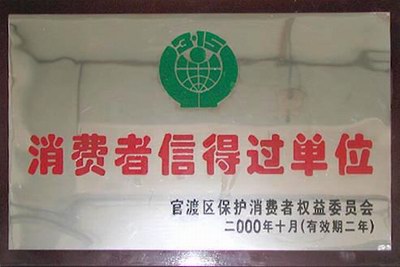 3·15
消费者信得过单位
官渡区保护消费者权益委员会
二000年十月(有效期二年)